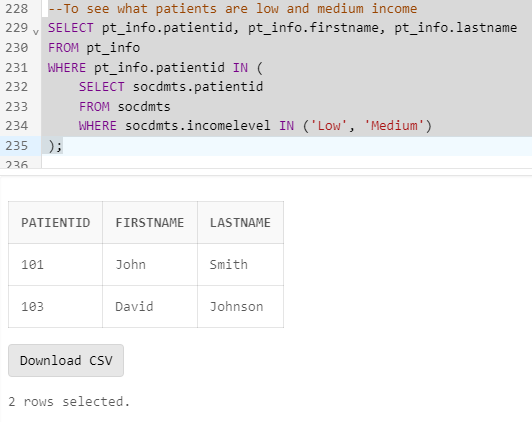 228 --To see what patients are low and medium income
229 SELECT pt_info.patientid, pt_info.firstname, pt_info.lastname
230 FROM pt_info
231 WHERE pt_info.patientid IN (
232 SELECT socdmts.patientid
233 FROM socdmts
234 WHERE socdmts.incomelevel IN ('Low', 'Medium')
235 );
236
PATIENTID FIRSTNAME LASTNAME
101 John Smith
103 David Johnson
Download CSV
2 rows selected.